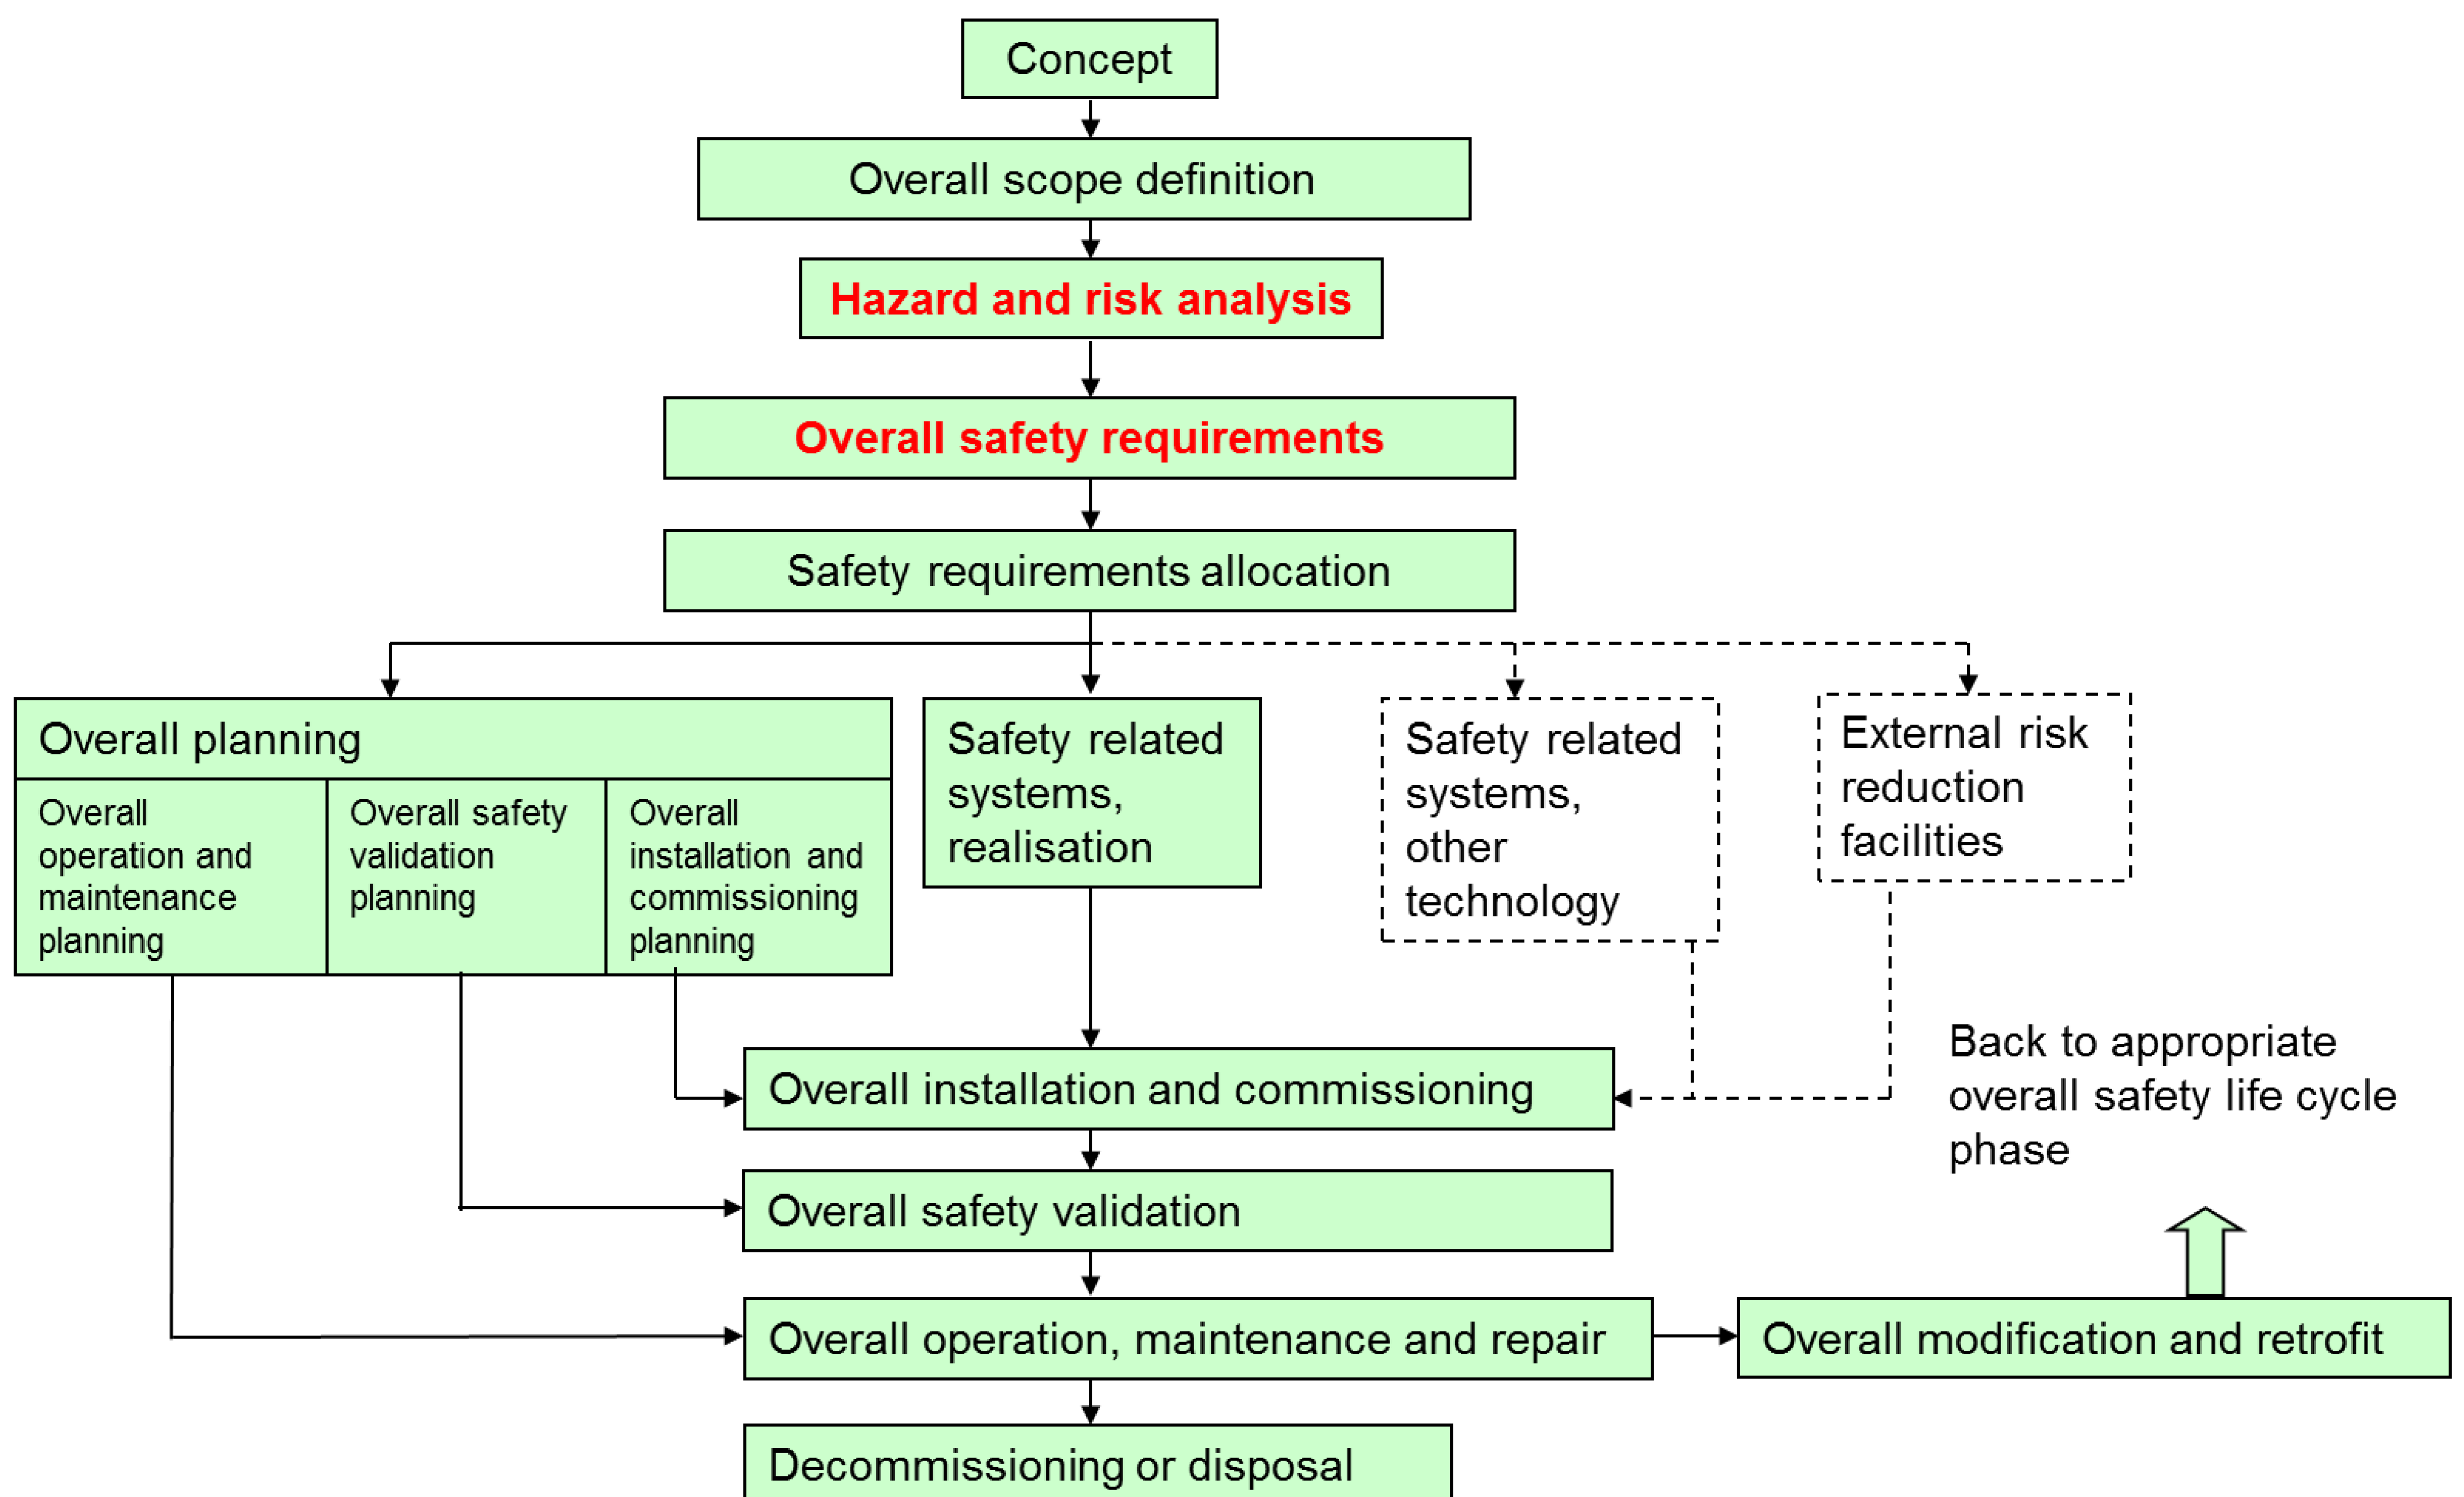 Concept
Overall scope definition
Hazard and risk analysis
Overall safety requirements
Safety requirements allocation
Overall planning
Overall
operation and
maintenance
planning
Overall safety
validation
planning
Overall
installation and
commissioning
planning
Safety related
systems,
realisation
Safety related
systems,
other
technology
External risk
reduction
facilities
Overall installation and commissioning
Back to appropriate
overall safety life cycle
phase
Overall safety validation
Overall operation, maintenance and repair
Overall modification and retrofit
Decommissioning or disposal